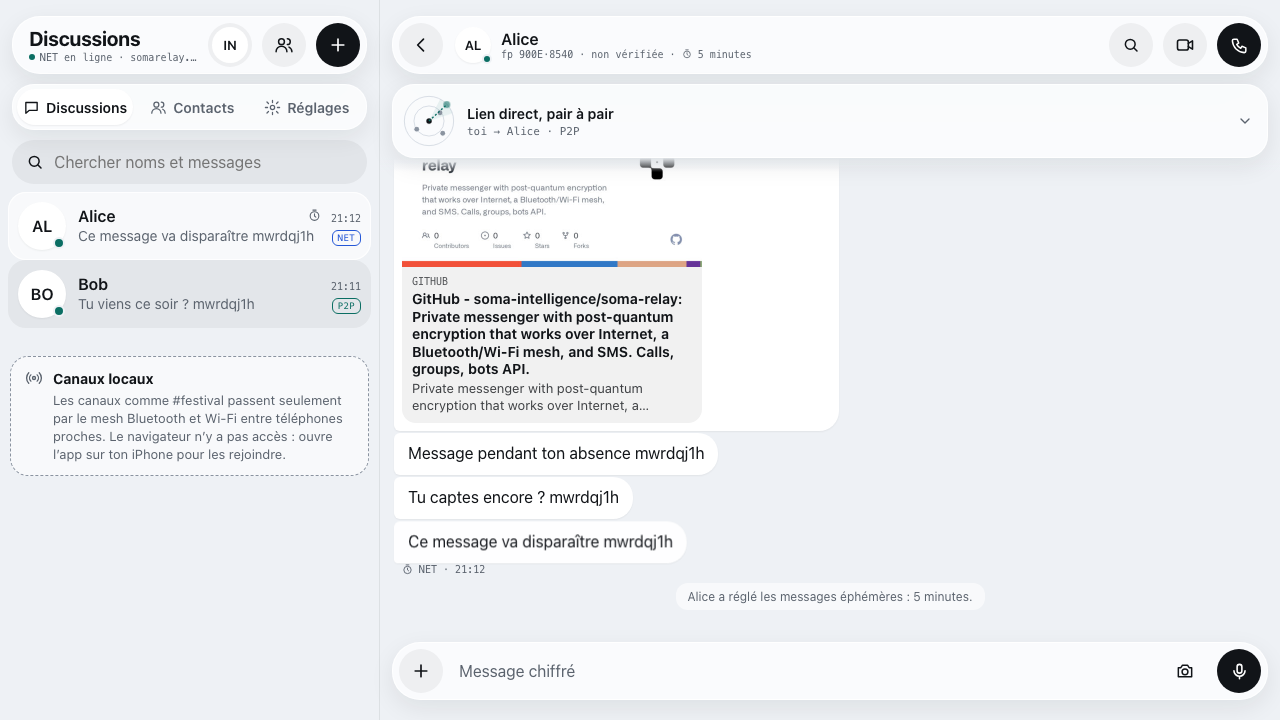 Discussions
NET en ligne · somarelay.…
IN
Discussions
Contacts
Réglages
Chercher noms et messages
AL
Alice
21:12
Ce message va disparaître mwrdqj1h
NET
BO
Bob
21:11
Tu viens ce soir ? mwrdqj1h
P2P
Canaux locaux
Les canaux comme #festival passent seulement
par le mesh Bluetooth et Wi-Fi entre téléphones
proches. Le navigateur n’y a pas accès : ouvre
l’app sur ton iPhone pour les rejoindre.
AL
Alice
fp 900E·8540 · non vérifiée · 5 minutes
Lien direct, pair à pair
toi → Alice · P2P
relay
Private messenger with post-quantum encryption
that works over Internet, a Bluetooth/Wi-Fi mesh,
and SMS. Calls, groups, bots API.
0 Contributors
0 Issues
0 Stars
0 Forks
GITHUB
GitHub - soma-intelligence/soma-relay:
Private messenger with post-quantum
encryption that works over Internet, a
Bluetooth/Wi-Fi mesh, and SMS. Calls,
groups, bots API.
Private messenger with post-quantum
encryption that works over Internet, a…
Message pendant ton absence mwrdqj1h
Tu captes encore ? mwrdqj1h
Ce message va disparaître mwrdqj1h
NET · 21:12
Alice a réglé les messages éphémères : 5 minutes.
Message chiffré